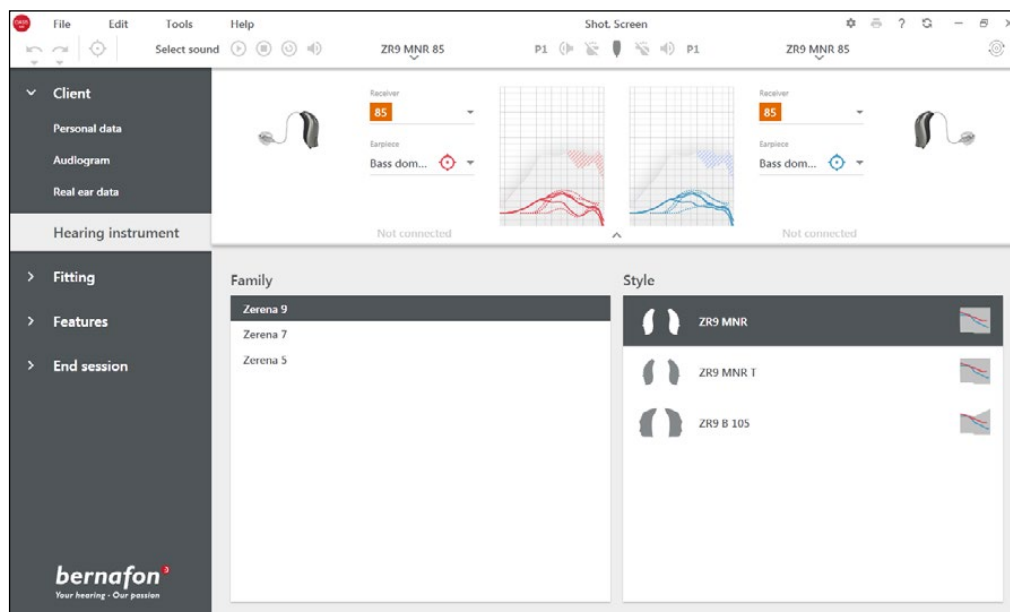 OASIS
File Edit Tools Help Shot. Screen ?
Select sound ZR9 MNR 85 P1 P1 ZR9 MNR 85
Client
Personal data
Audiogram
Real ear data
Hearing instrument
Fitting
Features
End session
Receiver
85
Earpiece
Bass dom...
Not connected
Receiver
85
Earpiece
Bass dom...
Not connected
Family
Zerena 9
Zerena 7
Zerena 5
Style
ZR9 MNR
ZR9 MNR T
ZR9 B 105
bernafon
Your hearing - Our passion